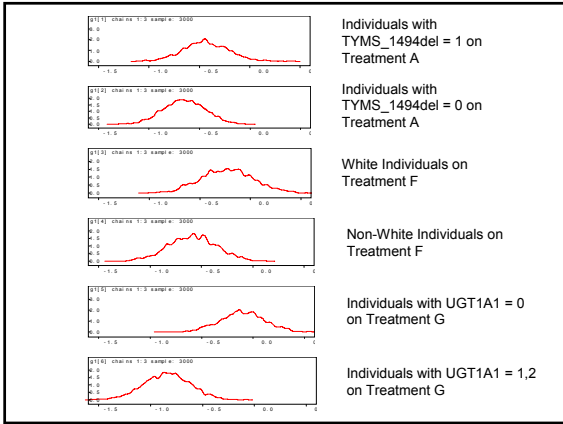 g1[1] chains 1:3 sample: 3000
-1.5 -1.0 -0.5 0.0
Individuals with
TYMS_1494del = 1 on
Treatment A
g1[2] chains 1:3 sample: 3000
-1.5 -1.0 -0.5 0.0
Individuals with
TYMS_1494del = 0 on
Treatment A
g1[3] chains 1:3 sample: 3000
-1.5 -1.0 -0.5 0.0
White Individuals on
Treatment F
g1[4] chains 1:3 sample: 3000
-1.5 -1.0 -0.5 0.0
Non-White Individuals on
Treatment F
g1[5] chains 1:3 sample: 3000
-1.5 -1.0 -0.5 0.0
Individuals with UGT1A1 = 0
on Treatment G
g1[6] chains 1:3 sample: 3000
-1.5 -1.0 -0.5 0.0
Individuals with UGT1A1 = 1,2
on Treatment G